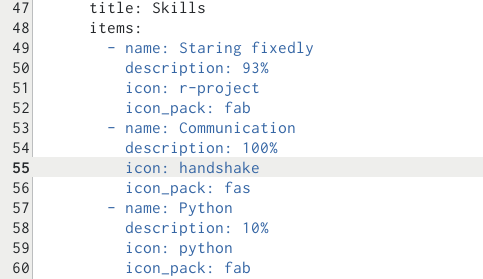 47 title: Skills
48 items:
49 - name: Staring fixedly
50 description: 93%
51 icon: r-project
52 icon_pack: fab
53 - name: Communication
54 description: 100%
55 icon: handshake
56 icon_pack: fas
57 - name: Python
58 description: 10%
59 icon: python
60 icon_pack: fab